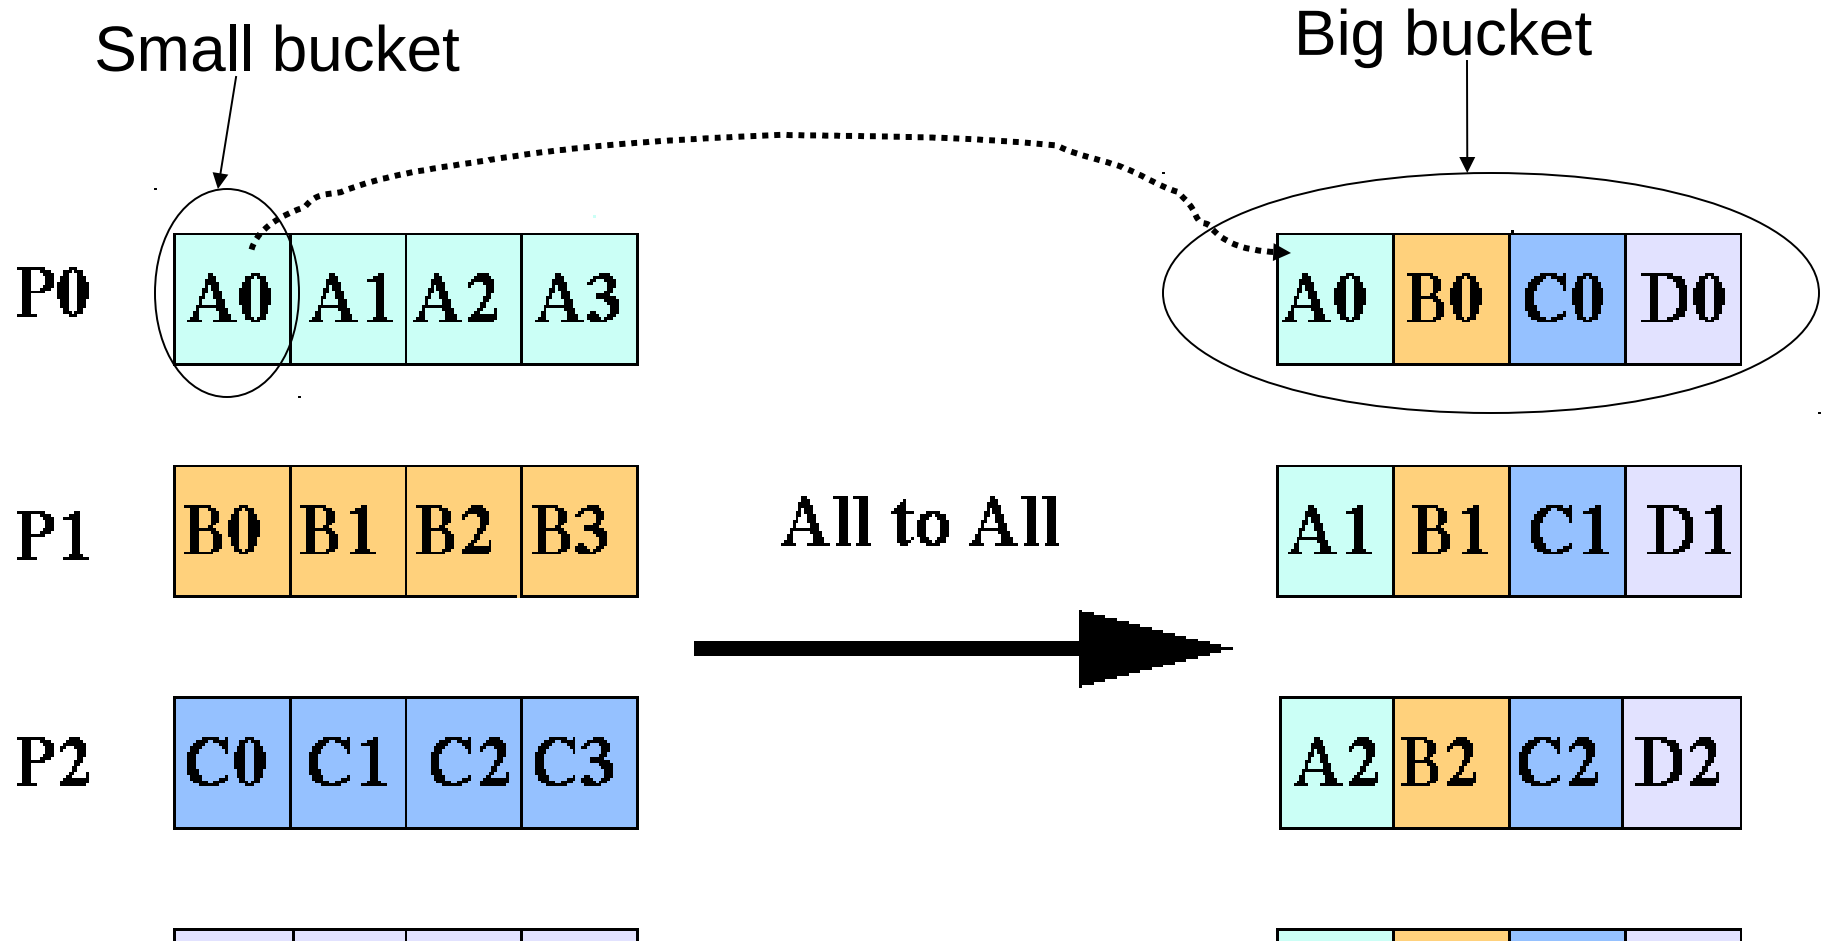 Small bucket
Big bucket
P0 A0 A1 A2 A3 A0 B0 C0 D0
P1 B0 B1 B2 B3 All to All A1 B1 C1 D1
P2 C0 C1 C2 C3 A2 B2 C2 D2